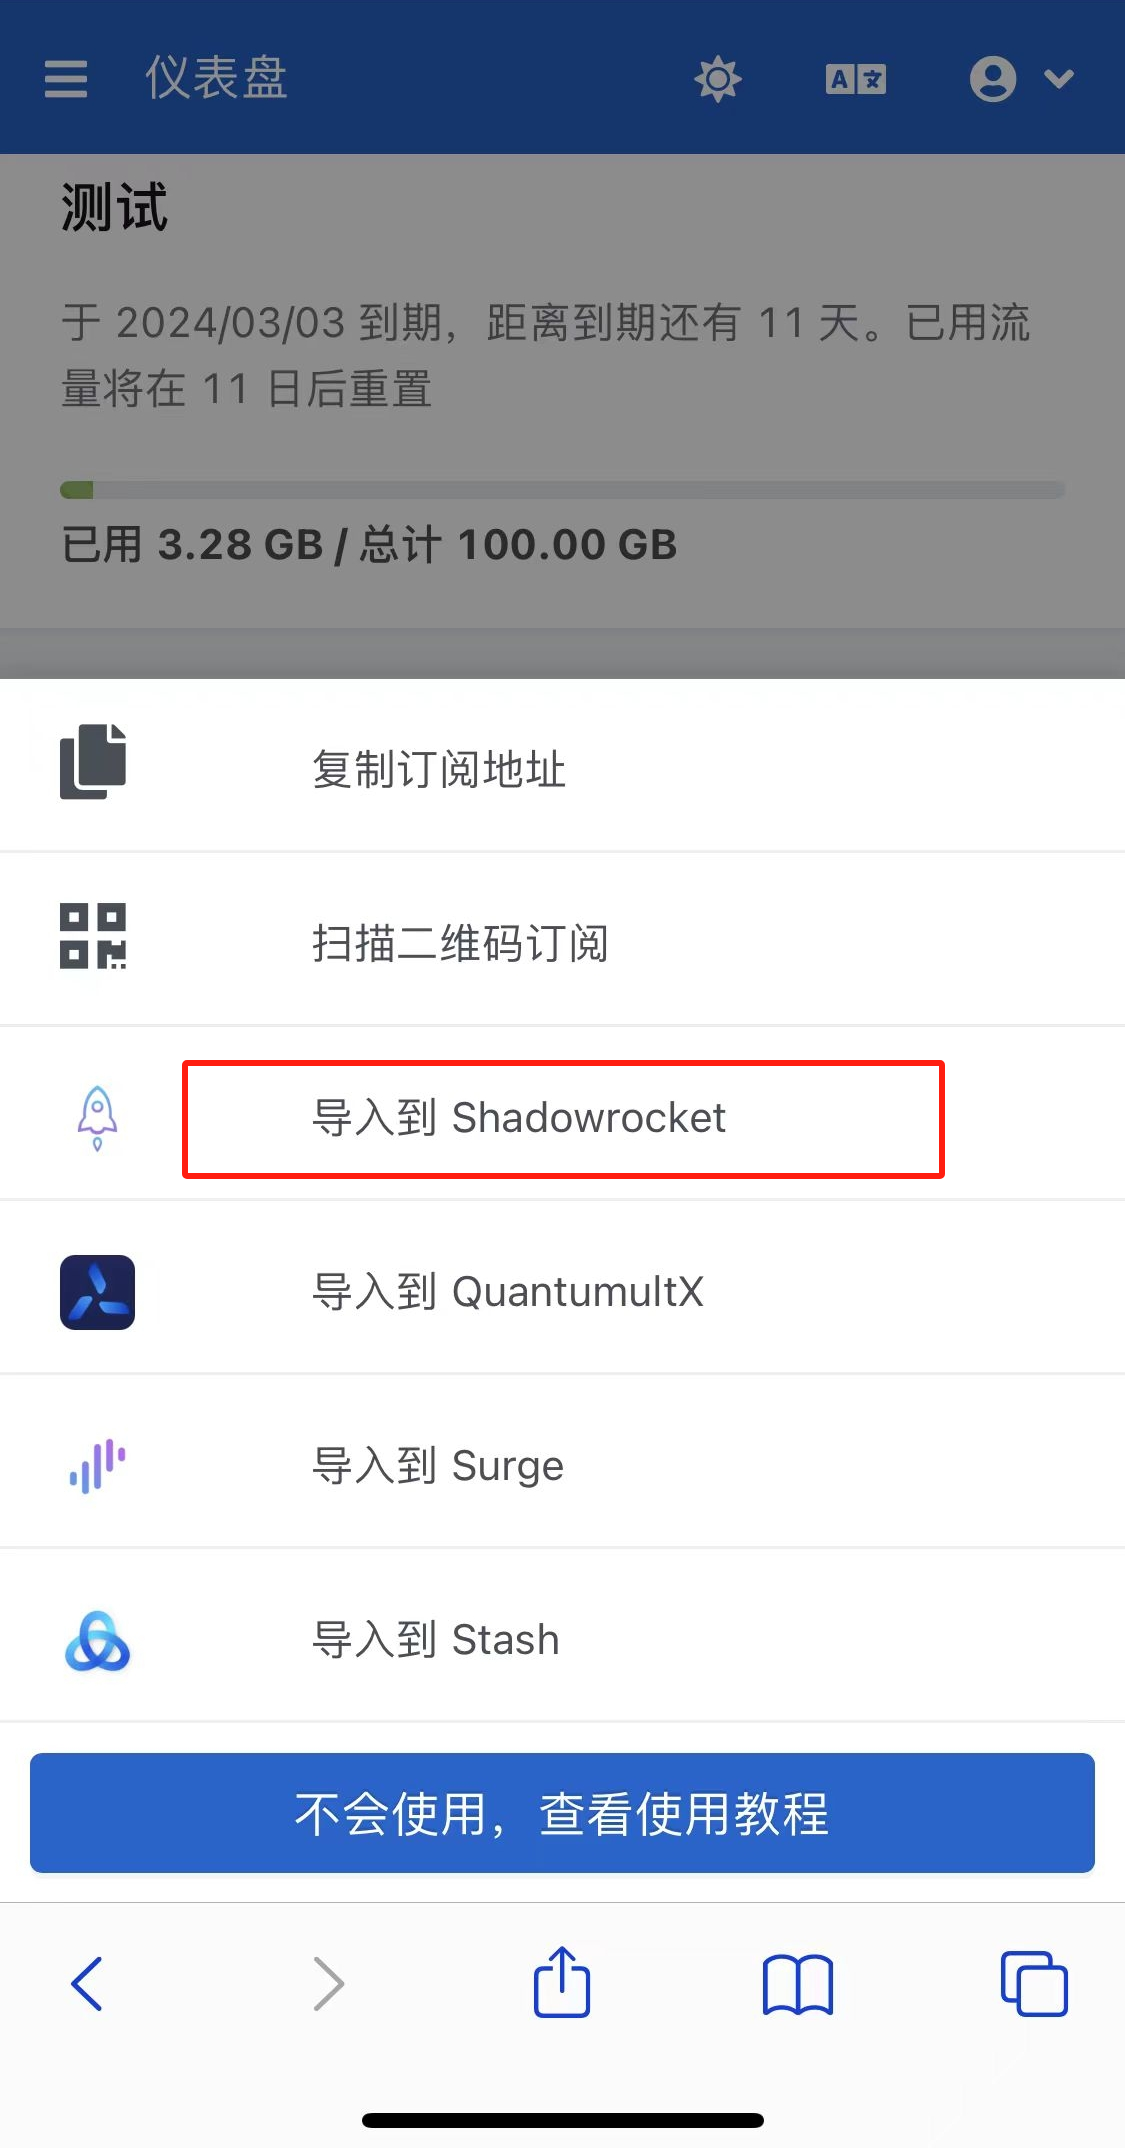 仪表盘
测试
于 2024/03/03 到期，距离到期还有 11 天。已用流
量将在 11 日后重置
已用 3.28 GB / 总计 100.00 GB
复制订阅地址
扫描二维码订阅
导入到 Shadowrocket
导入到 QuantumultX
导入到 Surge
导入到 Stash
不会使用，查看使用教程